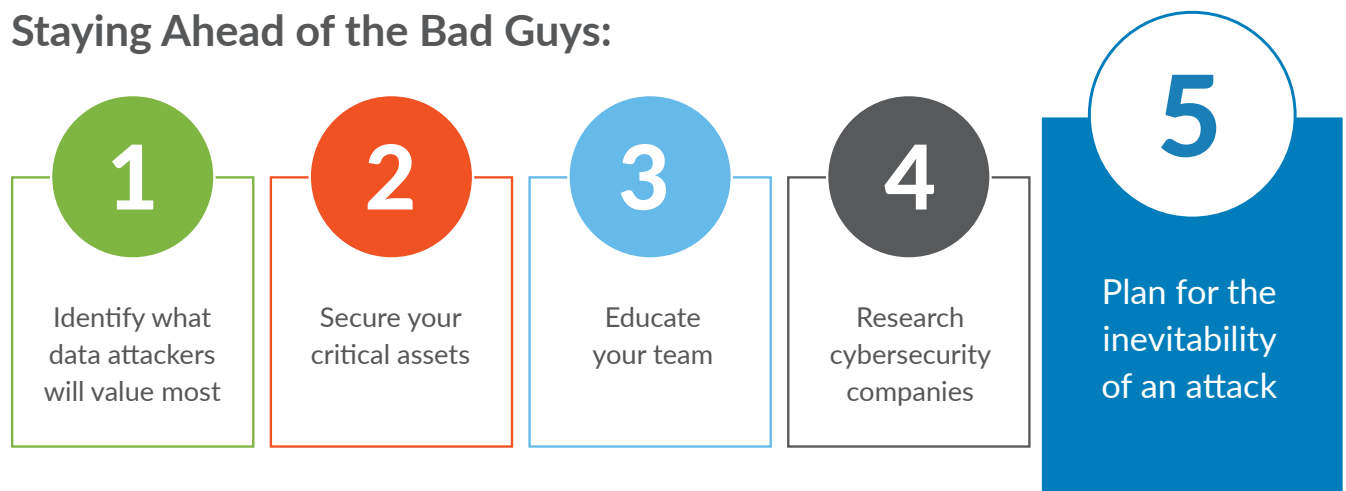 Staying Ahead of the Bad Guys:
1
Identify what
data attackers
will value most
2
Secure your
critical assets
3
Educate
your team
4
Research
cybersecurity
companies
5
Plan for the
inevitability
of an attack